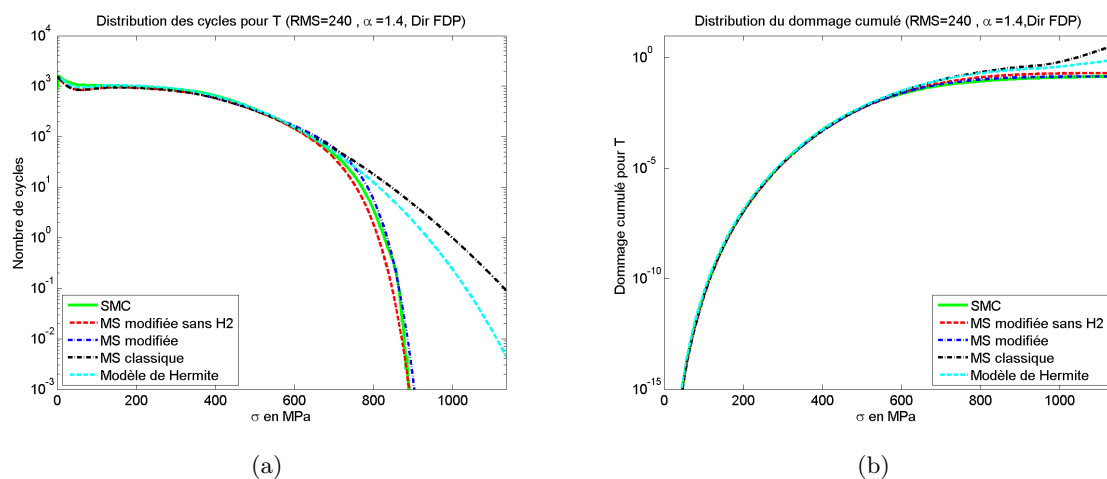 Distribution des cycles pour T (RMS=240 , α =1.4, Dir FDP)
10^4
10^3
10^2
10^1
10^0
10^-1
10^-2
10^-3
Nombre de cycles
SMC
MS modifiée sans H2
MS modifiée
MS classique
Modèle de Hermite
0 200 400 600 800 1000
σ en MPa
(a)
Distribution du dommage cumulé (RMS=240 , α =1.4,Dir FDP)
10^0
10^-5
10^-10
10^-15
Dommage cumulé pour T
SMC
MS modifiée sans H2
MS modifiée
MS classique
Modèle de Hermite
0 200 400 600 800 1000
σ en MPa
(b)